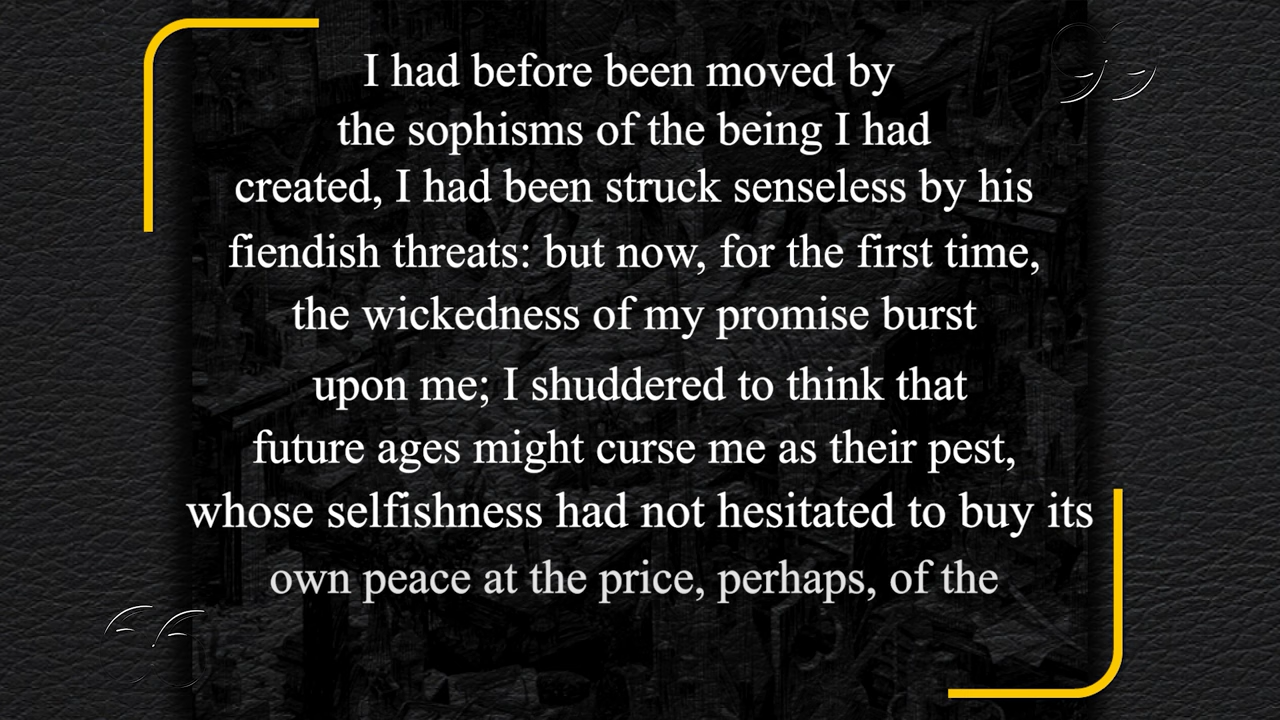 I had before been moved by
the sophisms of the being I had
created, I had been struck senseless by his
fiendish threats: but now, for the first time,
the wickedness of my promise burst
upon me; I shuddered to think that
future ages might curse me as their pest,
whose selfishness had not hesitated to buy its
own peace at the price, perhaps, of the